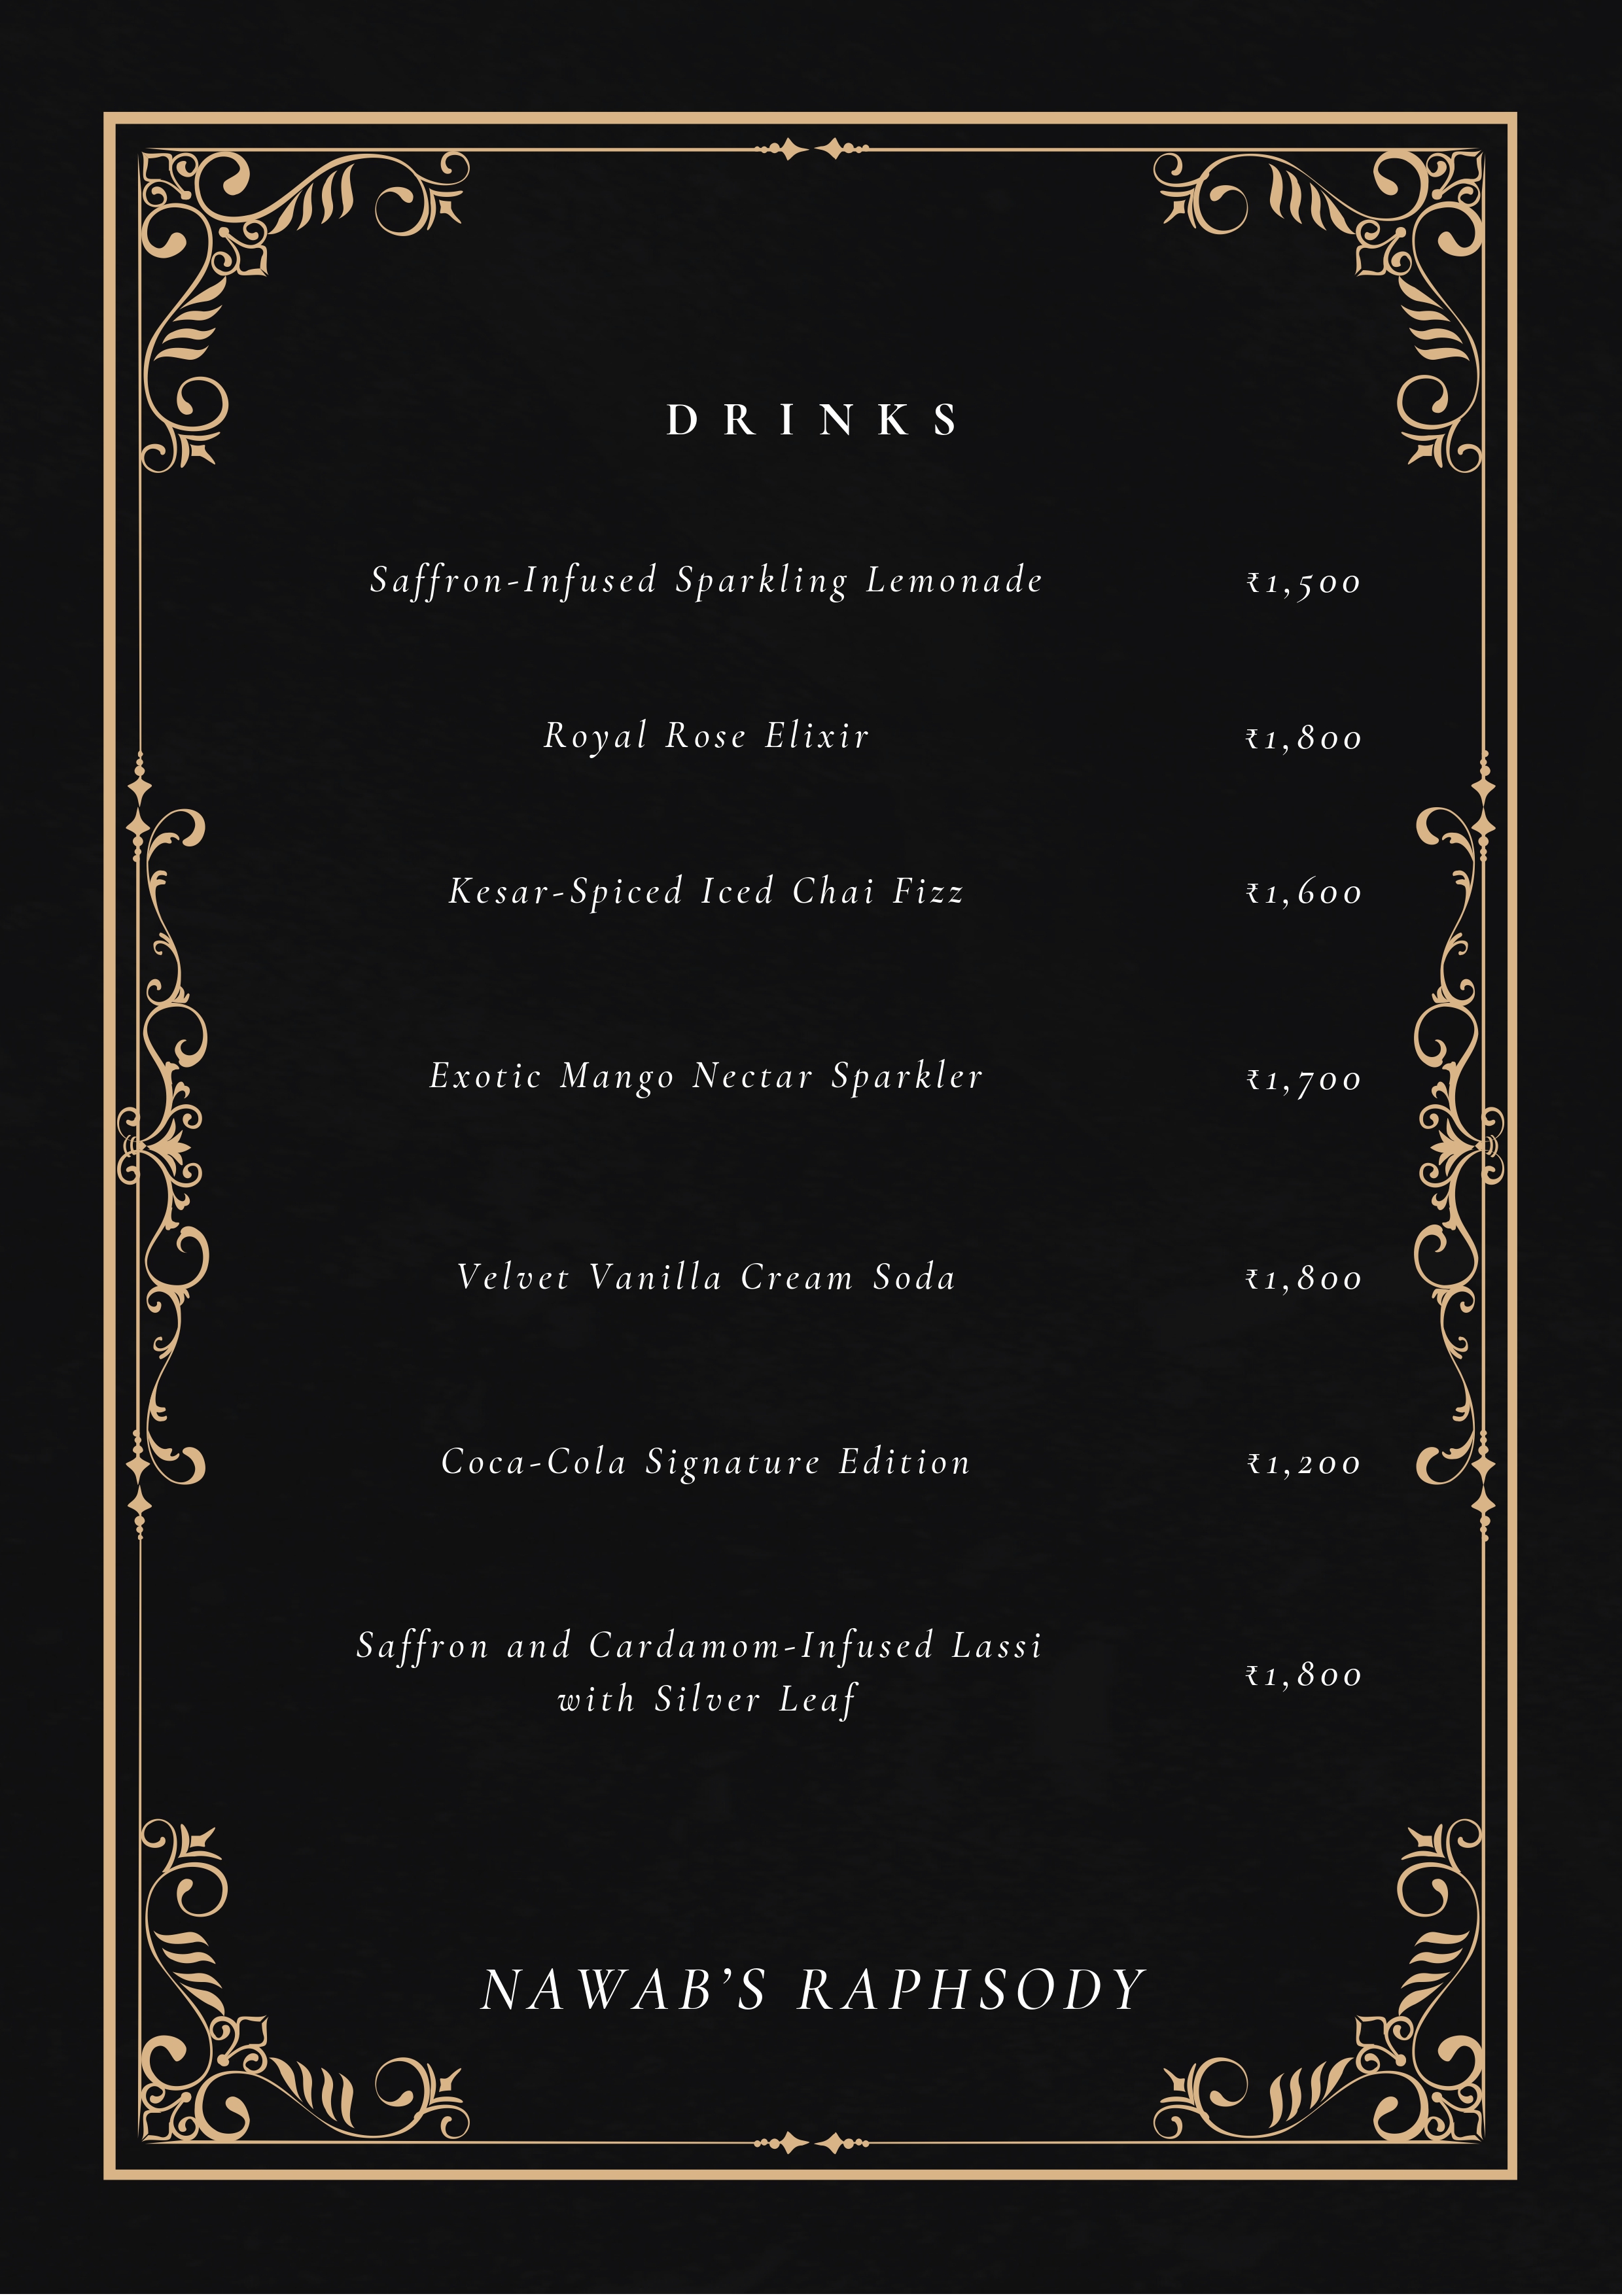 DRINKS
Saffron-Infused Sparkling Lemonade ₹1,500
Royal Rose Elixir ₹1,800
Kesar-Spiced Iced Chai Fizz ₹1,600
Exotic Mango Nectar Sparkler ₹1,700
Velvet Vanilla Cream Soda ₹1,800
Coca-Cola Signature Edition ₹1,200
Saffron and Cardamom-Infused Lassi
with Silver Leaf ₹1,800
NAWAB’S RAPHSODY